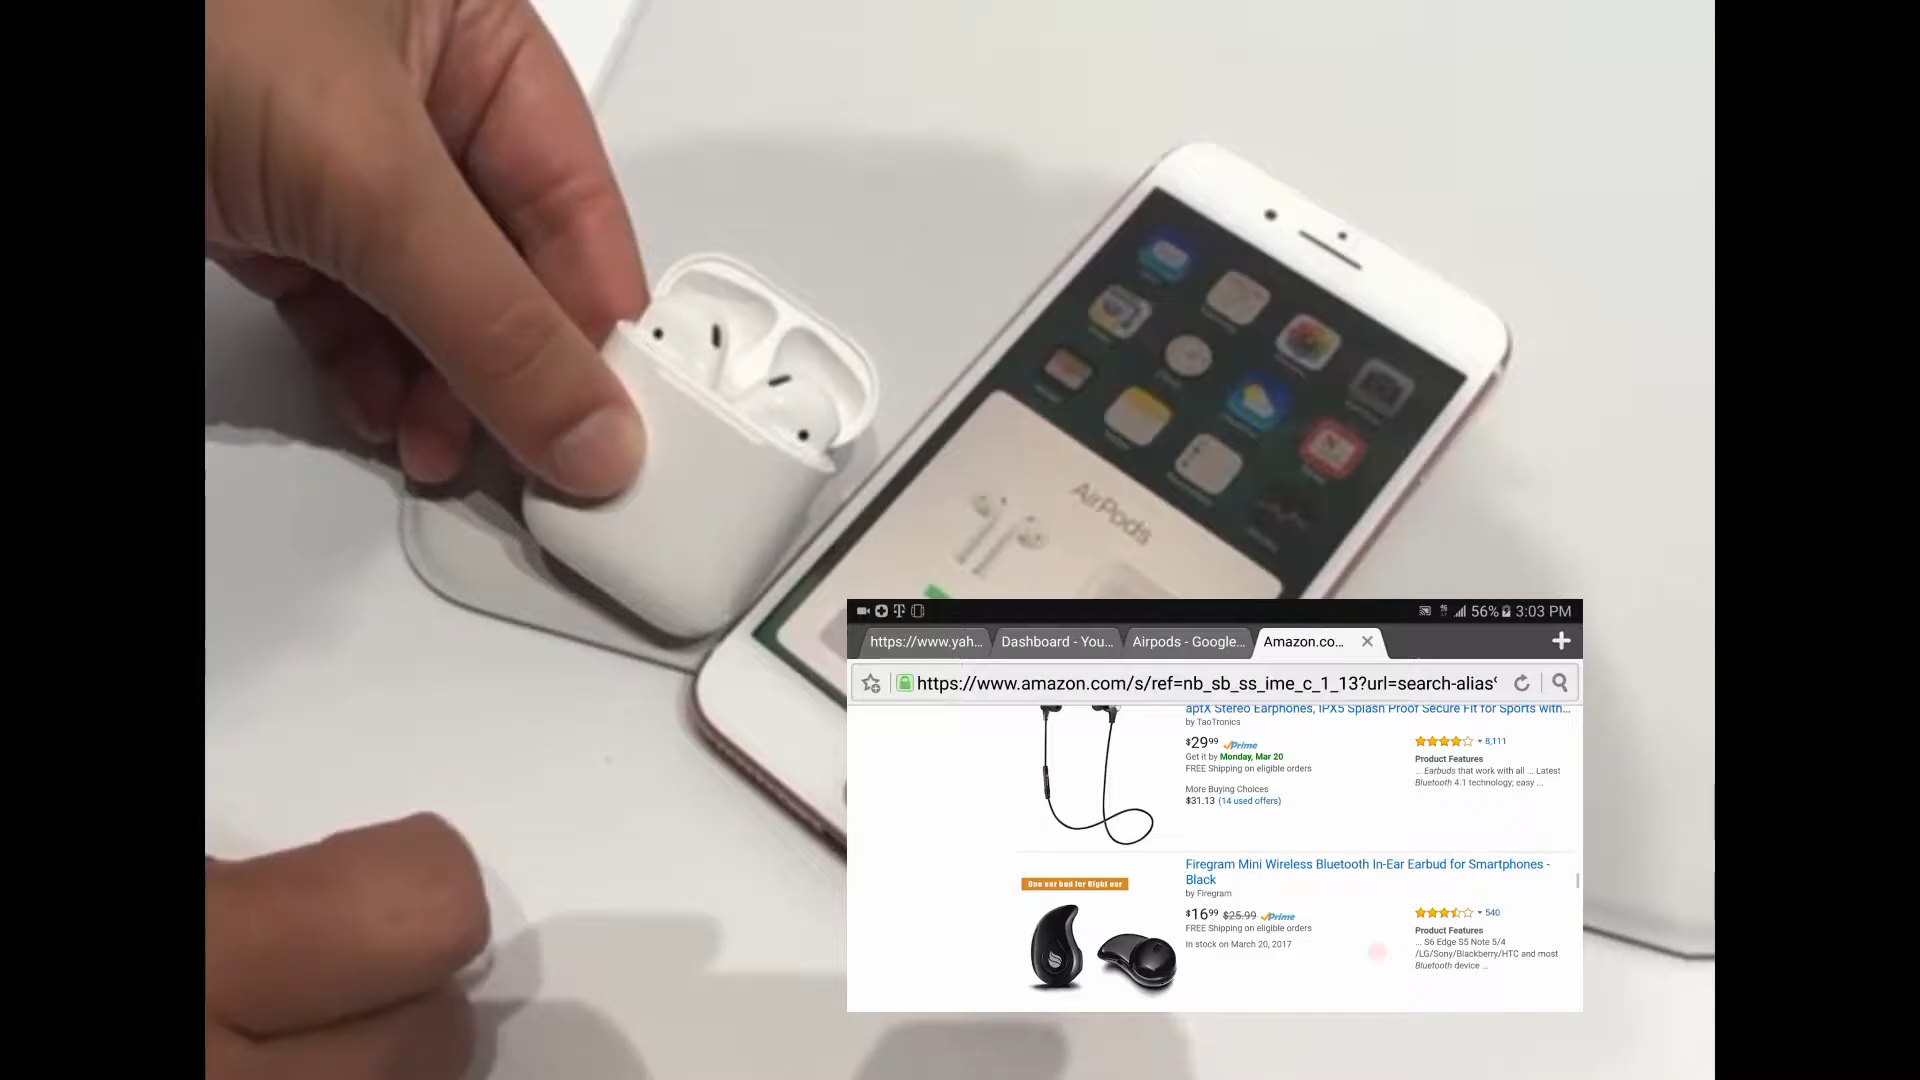 AirPods
56% 3:03 PM
https://www.yah... Dashboard - You... Airpods - Google... Amazon.co...
https://www.amazon.com/s/ref=nb_sb_ss_ime_c_1_13?url=search-alias
aptX Stereo Earphones, IPX5 Splash Proof Secure Fit for Sports with...
by TaoTronics
$29.99 Prime
Get it by Monday, Mar 20
FREE Shipping on eligible orders
More Buying Choices
$31.13 (14 used offers)
8,111
Product Features
... Earbuds that work with all ... Latest
Bluetooth 4.1 technology; easy ...
One ear bud for Right ear
Firegram Mini Wireless Bluetooth In-Ear Earbud for Smartphones -
Black
by Firegram
$16.99 $25.99 Prime
FREE Shipping on eligible orders
In stock on March 20, 2017
540
Product Features
... S6 Edge S5 Note 5/4
/LG/Sony/Blackberry/HTC and most
Bluetooth device ...